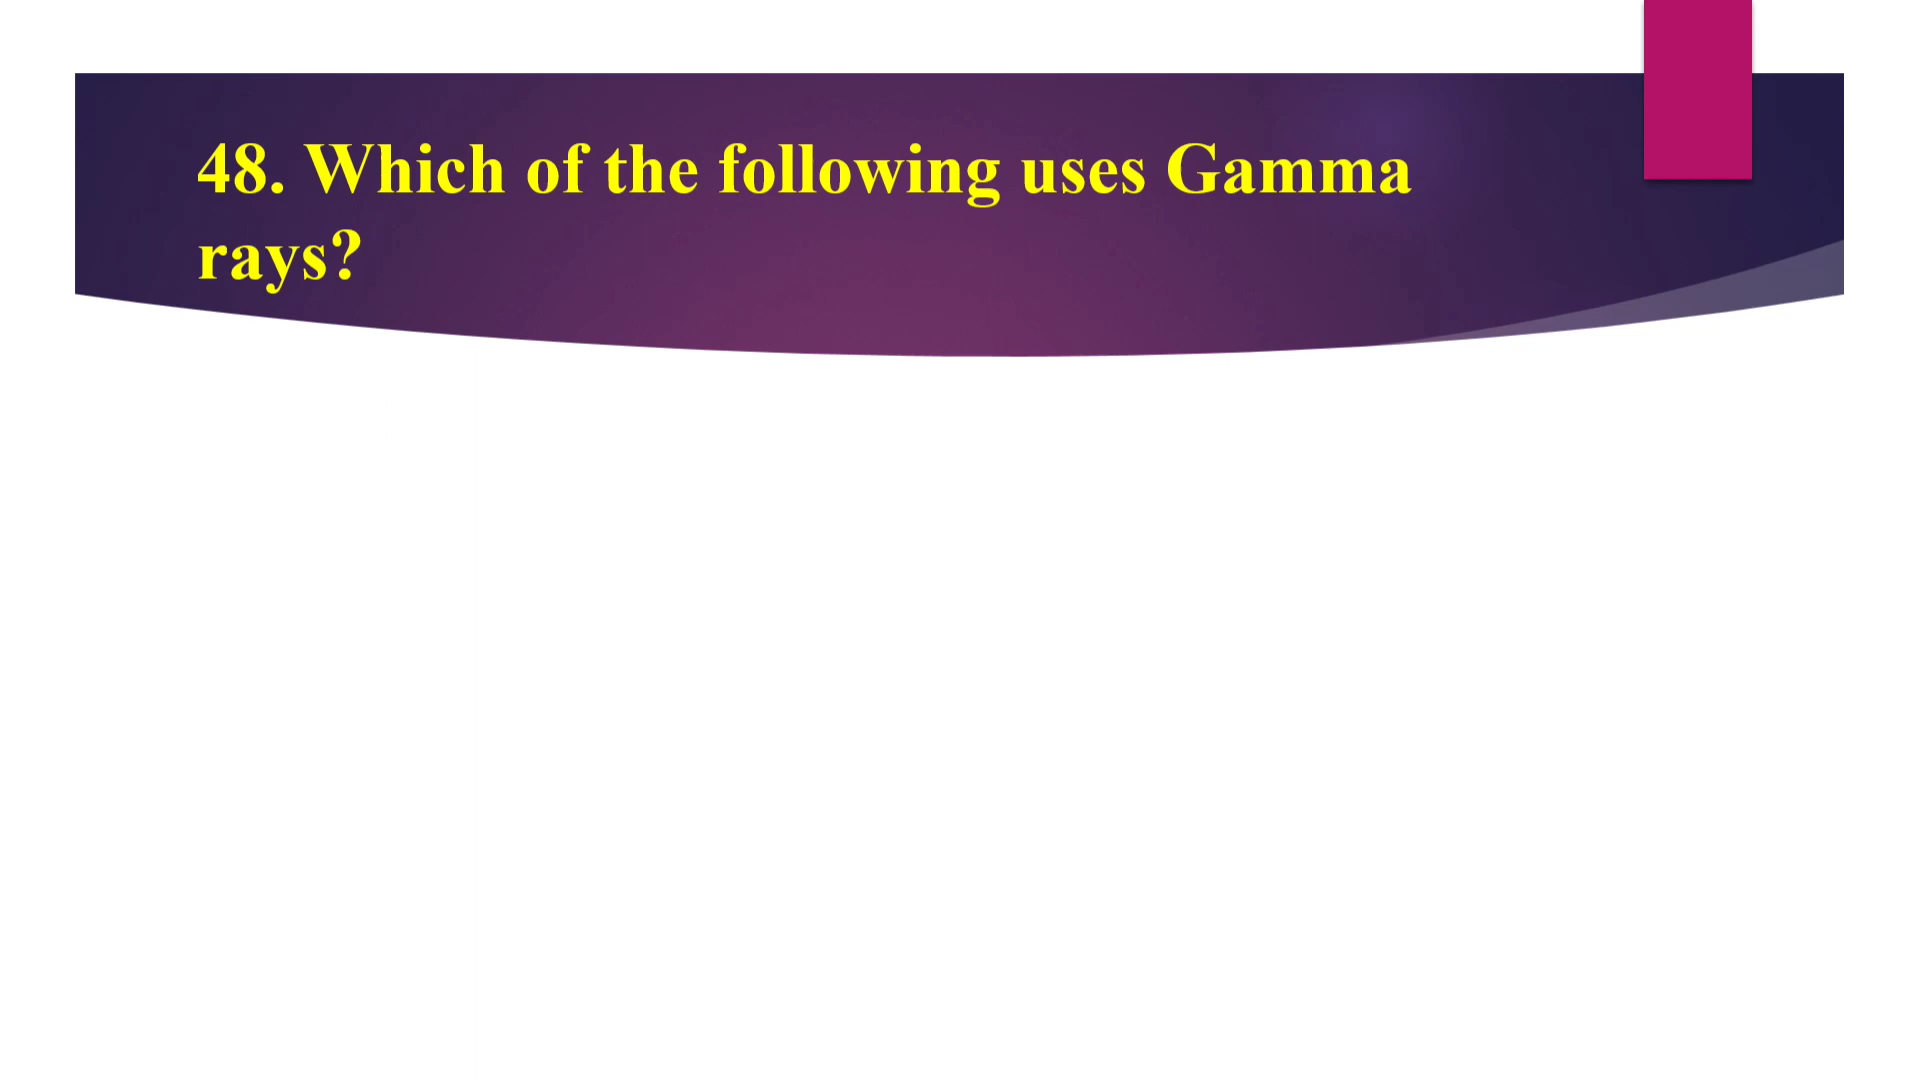 48. Which of the following uses Gamma
rays?